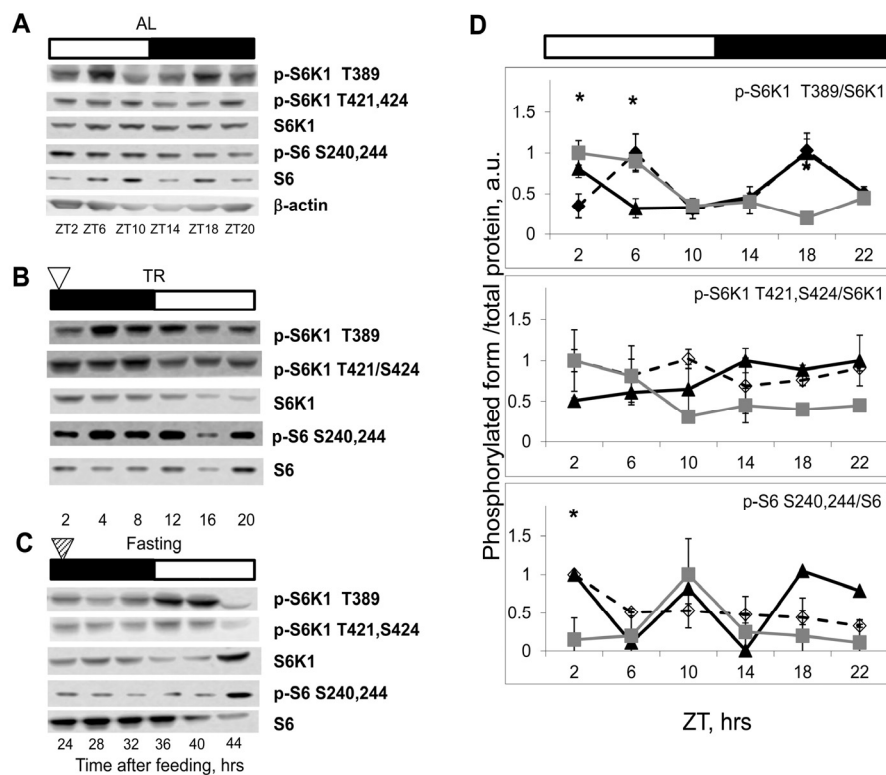 A
AL
p-S6K1 T389
p-S6K1 T421,424
S6K1
p-S6 S240,244
S6
β-actin
ZT2 ZT6 ZT10 ZT14 ZT18 ZT20
B
TR
p-S6K1 T389
p-S6K1 T421/S424
S6K1
p-S6 S240,244
S6
2 4 8 12 16 20
C
Fasting
p-S6K1 T389
p-S6K1 T421,S424
S6K1
p-S6 S240,244
S6
24 28 32 36 40 44
Time after feeding, hrs
D
Phosphorylated form /total protein, a.u.
p-S6K1 T389/S6K1
* * *
1.5
1
0.5
0
2 6 10 14 18 22
p-S6K1 T421,S424/S6K1
1.5
1
0.5
0
2 6 10 14 18 22
p-S6 S240,244/S6
*
1.5
1
0.5
0
2 6 10 14 18 22
ZT, hrs